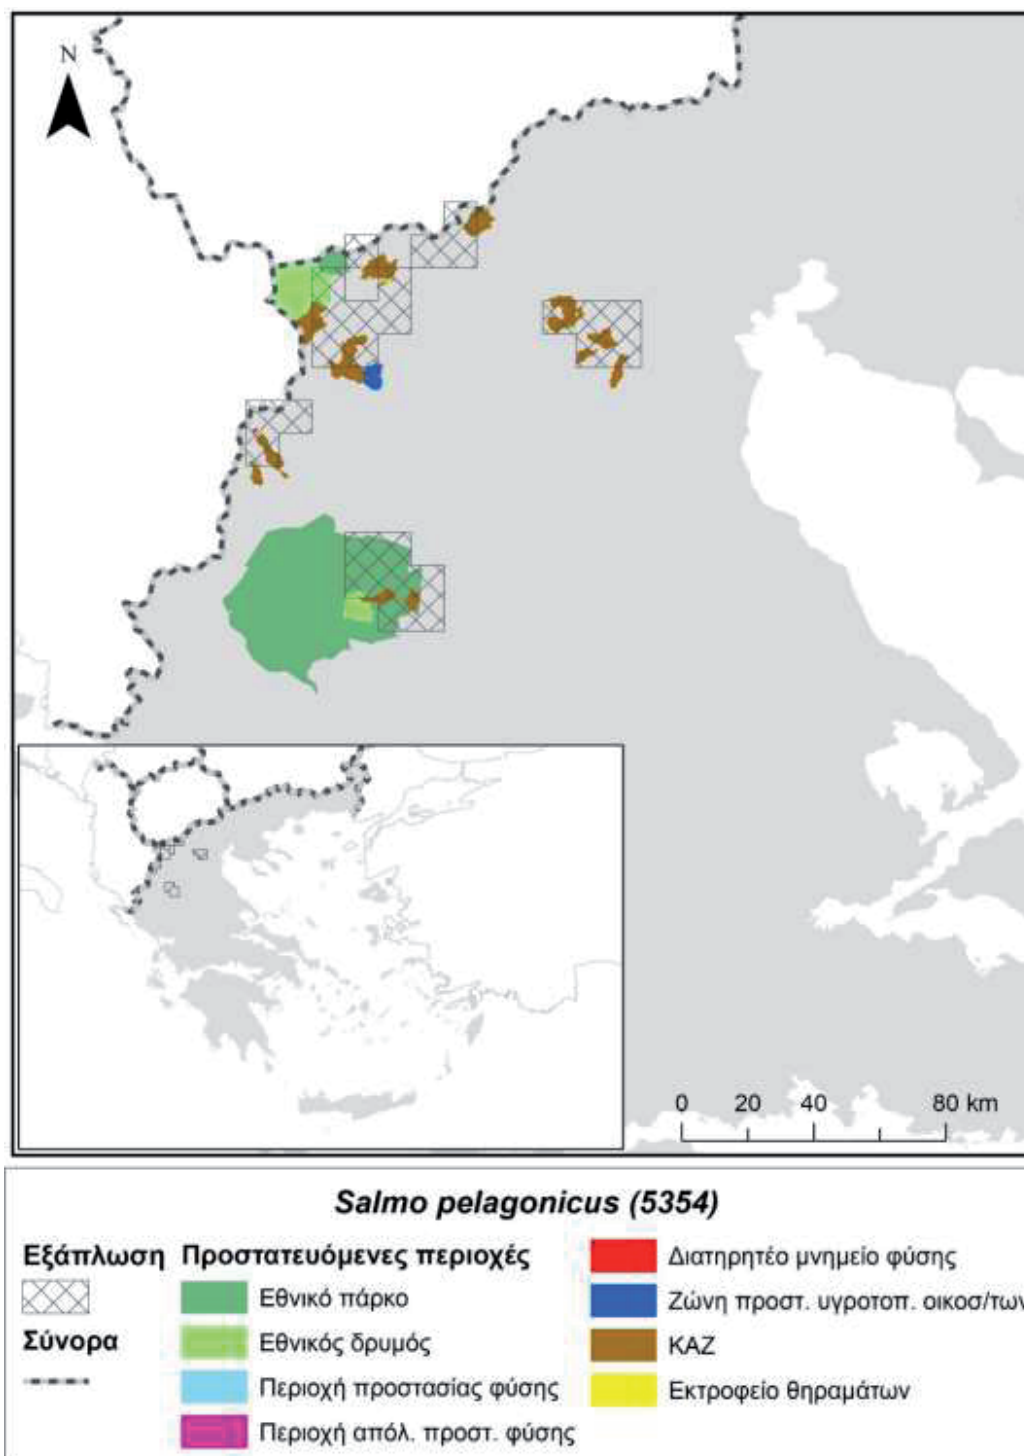 N
0 20 40 80 km
Salmo pelagonicus (5354)
Εξάπλωση
Σύνορα
Προστατευόμενες περιοχές
Εθνικό πάρκο
Εθνικός δρυμός
Περιοχή προστασίας φύσης
Περιοχή απόλ. προστ. φύσης
Διατηρητέο μνημείο φύσης
Ζώνη προστ. υγροτοπ. οικοσ/των
ΚΑΖ
Εκτροφείο θηραμάτων